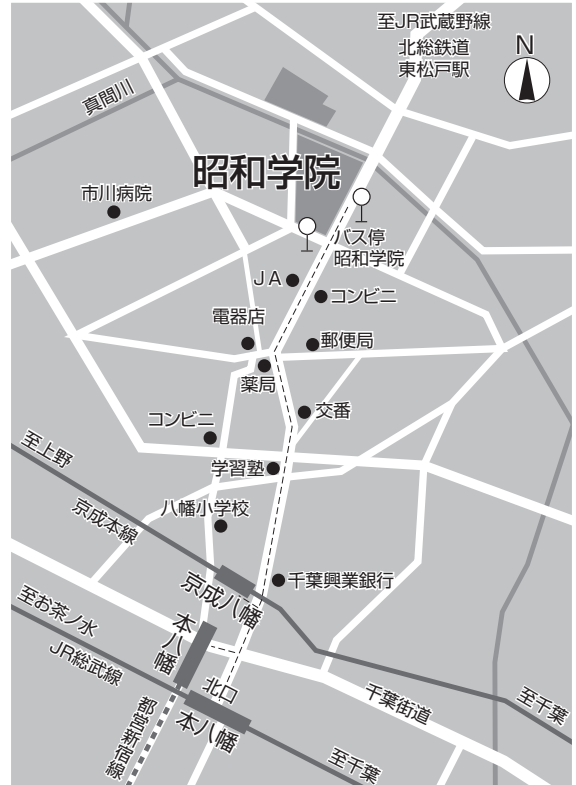 至JR武蔵野線
北総鉄道
東松戸駅
N
真間川
昭和学院
市川病院
バス停
昭和学院
JA
コンビニ
電器店
郵便局
薬局
交番
コンビニ
至上野
学習塾
京成本線
八幡小学校
京成八幡
千葉興業銀行
至お茶ノ水
本八幡
JR総武線
北口
千葉街道
至千葉
本八幡
都営新宿線
至千葉